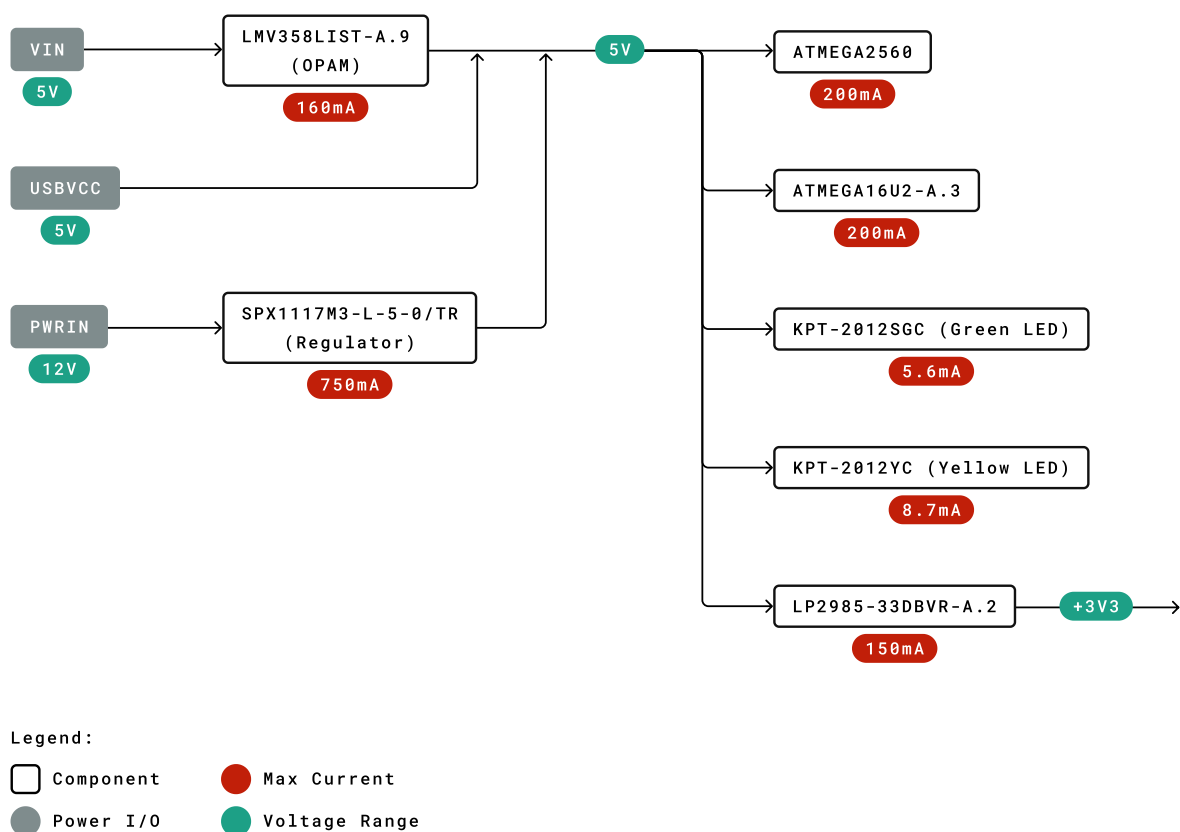 VIN
5V
LMV358LIST-A.9
(OPAM)
160mA
5V
ATMEGA2560
200mA
USBVCC
5V
ATMEGA16U2-A.3
200mA
PWRIN
12V
SPX1117M3-L-5-0/TR
(Regulator)
750mA
KPT-2012SGC (Green LED)
5.6mA
KPT-2012YC (Yellow LED)
8.7mA
LP2985-33DBVR-A.2
150mA
+3V3
Legend:
Component
Max Current
Power I/O
Voltage Range